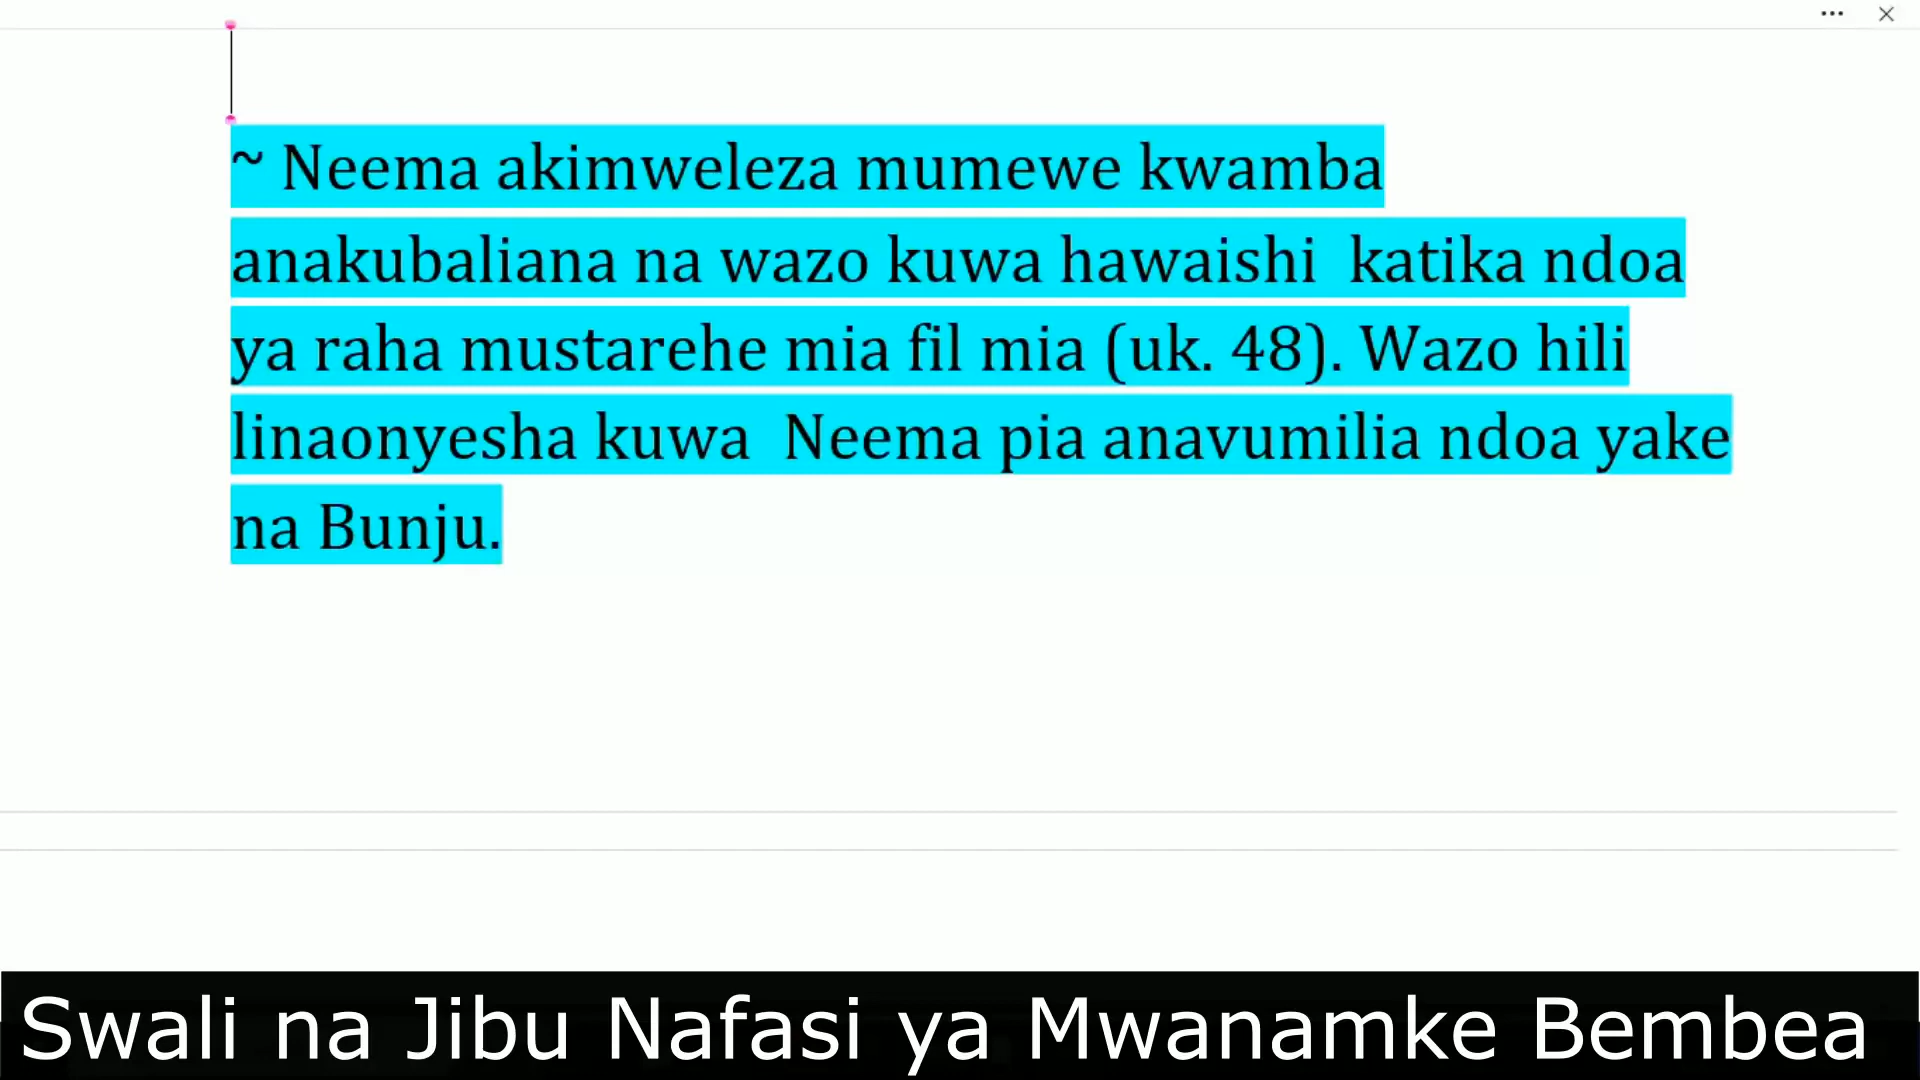 ~ Neema akimweleza mumewe kwamba
anakubaliana na wazo kuwa hawaishi katika ndoa
ya raha mustarehe mia fil mia (uk. 48). Wazo hili
linaonyesha kuwa Neema pia anavumilia ndoa yake
na Bunju.
Swali na Jibu Nafasi ya Mwanamke Bembea